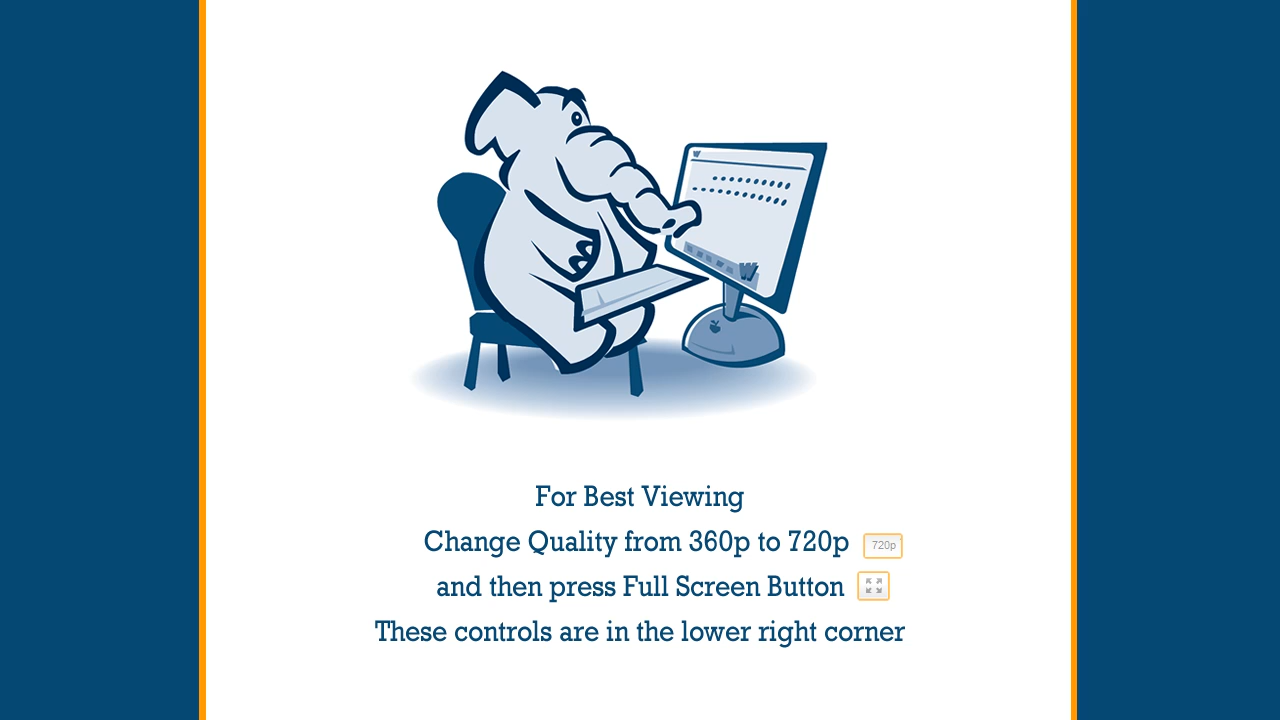 W
W
For Best Viewing
Change Quality from 360p to 720p 720p
and then press Full Screen Button
These controls are in the lower right corner